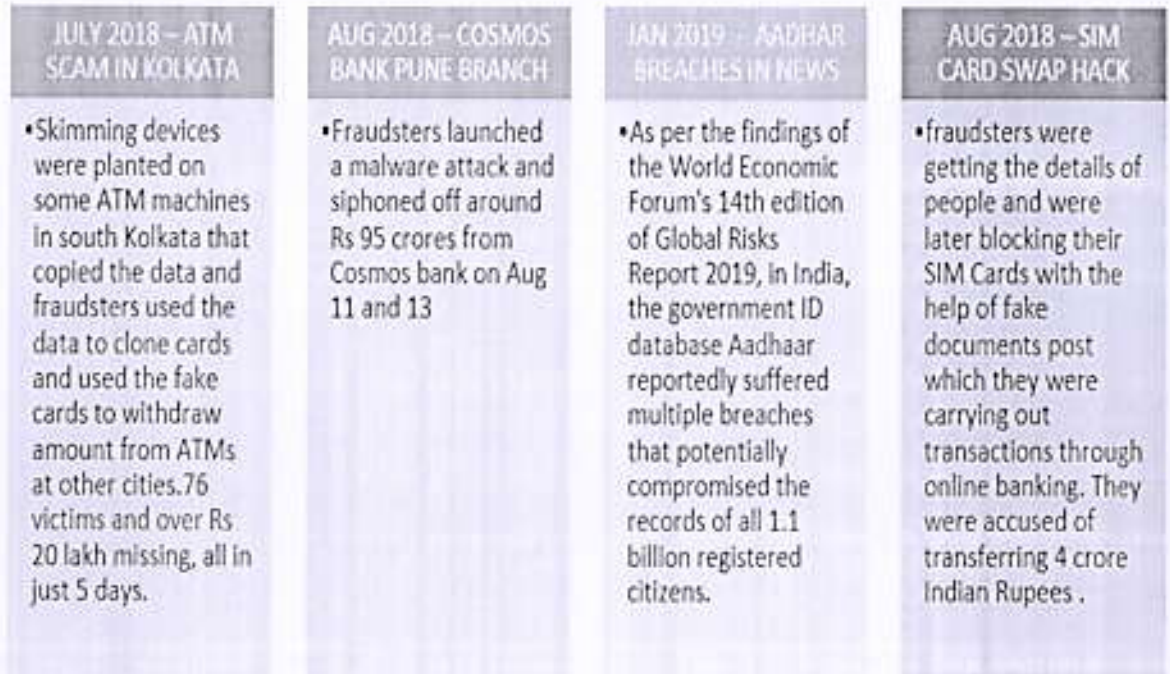 JULY 2018 – ATM
SCAM IN KOLKATA
▪Skimming devices
were planted on
some ATM machines
in south Kolkata that
copied the data and
fraudsters used the
data to clone cards
and used the fake
cards to withdraw
amount from ATMs
at other cities.76
victims and over Rs
20 lakh missing, all in
just 5 days.
AUG 2018 – COSMOS
BANK PUNE BRANCH
▪Fraudsters launched
a malware attack and
siphoned off around
Rs 95 crores from
Cosmos bank on Aug
11 and 13
JAN 2019 - AADHAR
BREACHES IN NEWS
▪As per the findings of
the World Economic
Forum's 14th edition
of Global Risks
Report 2019, in India,
the government ID
database Aadhaar
reportedly suffered
multiple breaches
that potentially
compromised the
records of all 1.1
billion registered
citizens.
AUG 2018 – SIM
CARD SWAP HACK
▪fraudsters were
getting the details of
people and were
later blocking their
SIM Cards with the
help of fake
documents post
which they were
carrying out
transactions through
online banking. They
were accused of
transferring 4 crore
Indian Rupees .